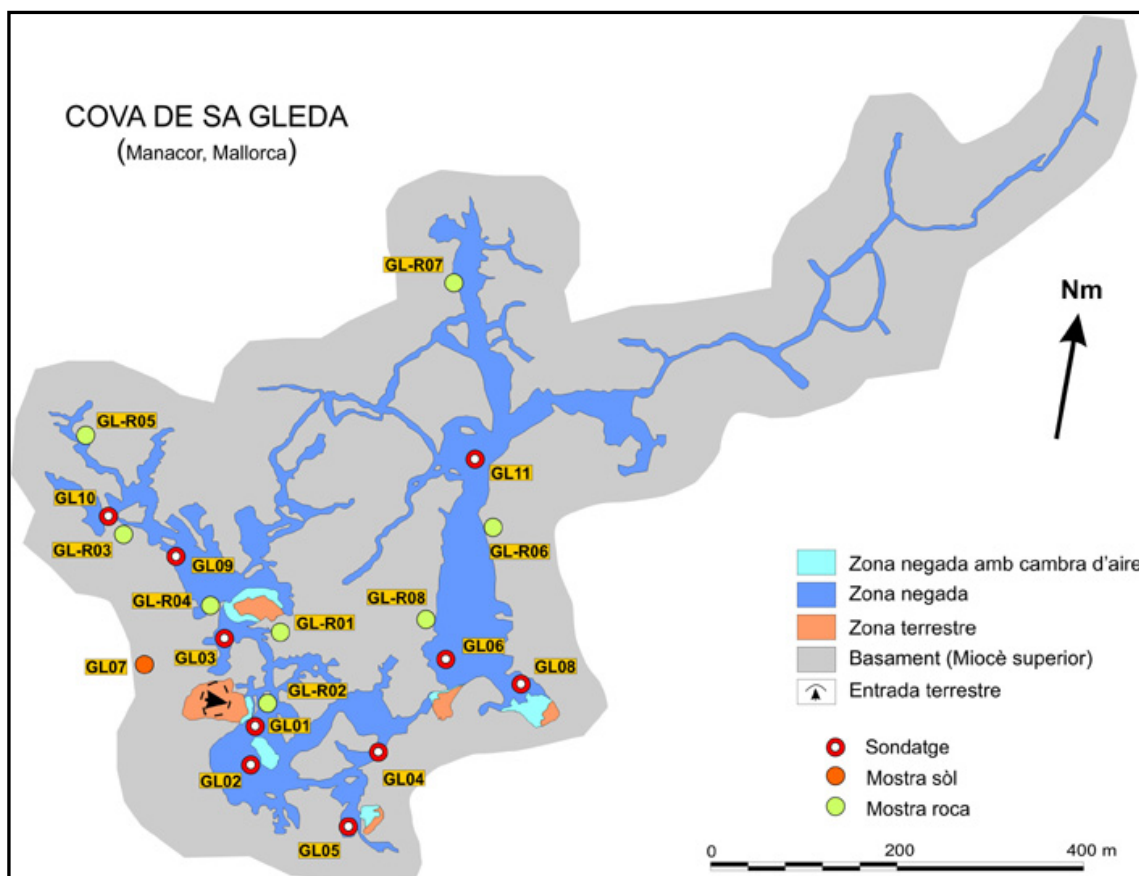 COVA DE SA GLEDA
(Manacor, Mallorca)
GL-R07
Nm
GL-R05
GL10
GL11
GL-R03
GL09
GL-R06
GL-R04
GL-R08
GL-R01
GL03
GL06
GL07
GL08
GL-R02
GL01
GL02
GL04
GL05
Zona negada amb cambra d'aire
Zona negada
Zona terrestre
Basament (Miocè superior)
Entrada terrestre
Sondatge
Mostra sòl
Mostra roca
0 200 400 m